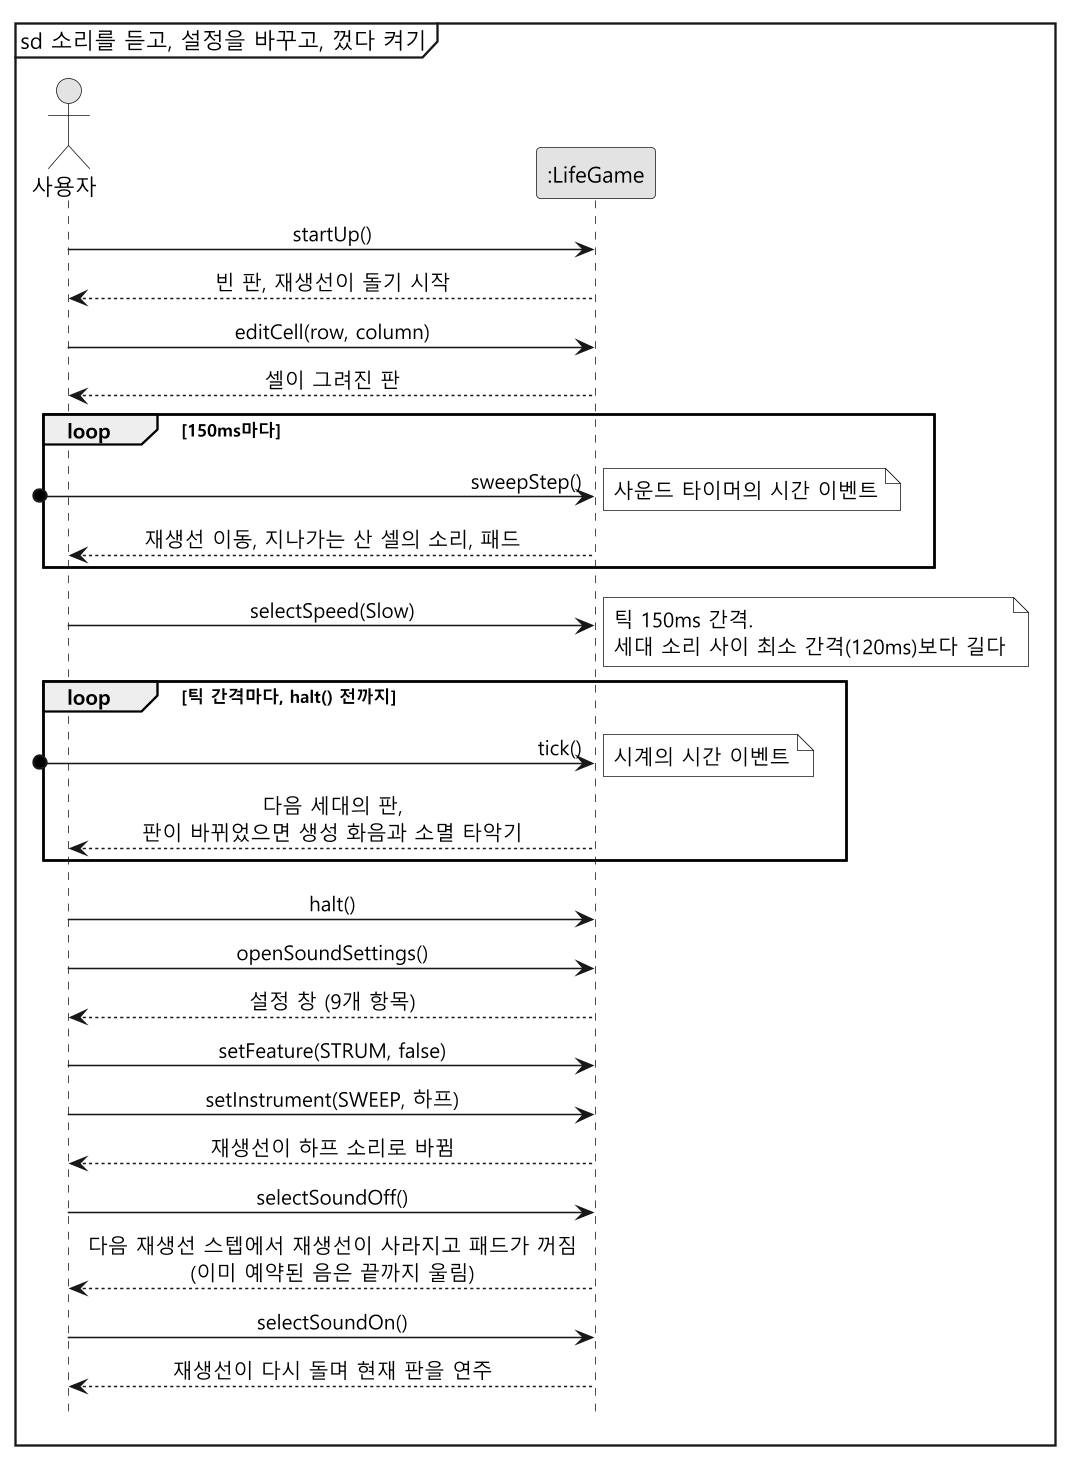 sd 소리를 듣고, 설정을 바꾸고, 껐다 켜기
사용자
:LifeGame
startUp()
빈 판, 재생선이 돌기 시작
editCell(row, column)
셀이 그려진 판
loop [150ms마다]
sweepStep()
사운드 타이머의 시간 이벤트
재생선 이동, 지나가는 산 셀의 소리, 패드
selectSpeed(Slow)
틱 150ms 간격.
세대 소리 사이 최소 간격(120ms)보다 길다
loop [틱 간격마다, halt() 전까지]
tick()
시계의 시간 이벤트
다음 세대의 판,
판이 바뀌었으면 생성 화음과 소멸 타악기
halt()
openSoundSettings()
설정 창 (9개 항목)
setFeature(STRUM, false)
setInstrument(SWEEP, 하프)
재생선이 하프 소리로 바뀜
selectSoundOff()
다음 재생선 스텝에서 재생선이 사라지고 패드가 꺼짐
(이미 예약된 음은 끝까지 울림)
selectSoundOn()
재생선이 다시 돌며 현재 판을 연주